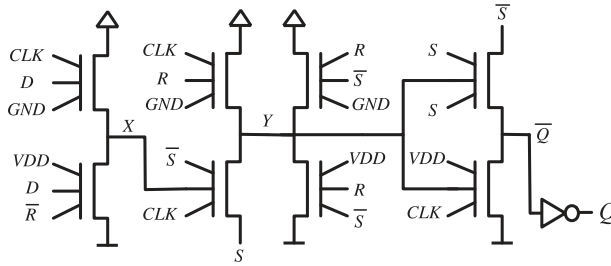 CLK
D
GND
X
VDD
D
R̅
CLK
R
GND
Y
S̅
CLK
S
R
S̅
GND
VDD
R
S̅
S̅
S
S
VDD
CLK
Q̅
Q